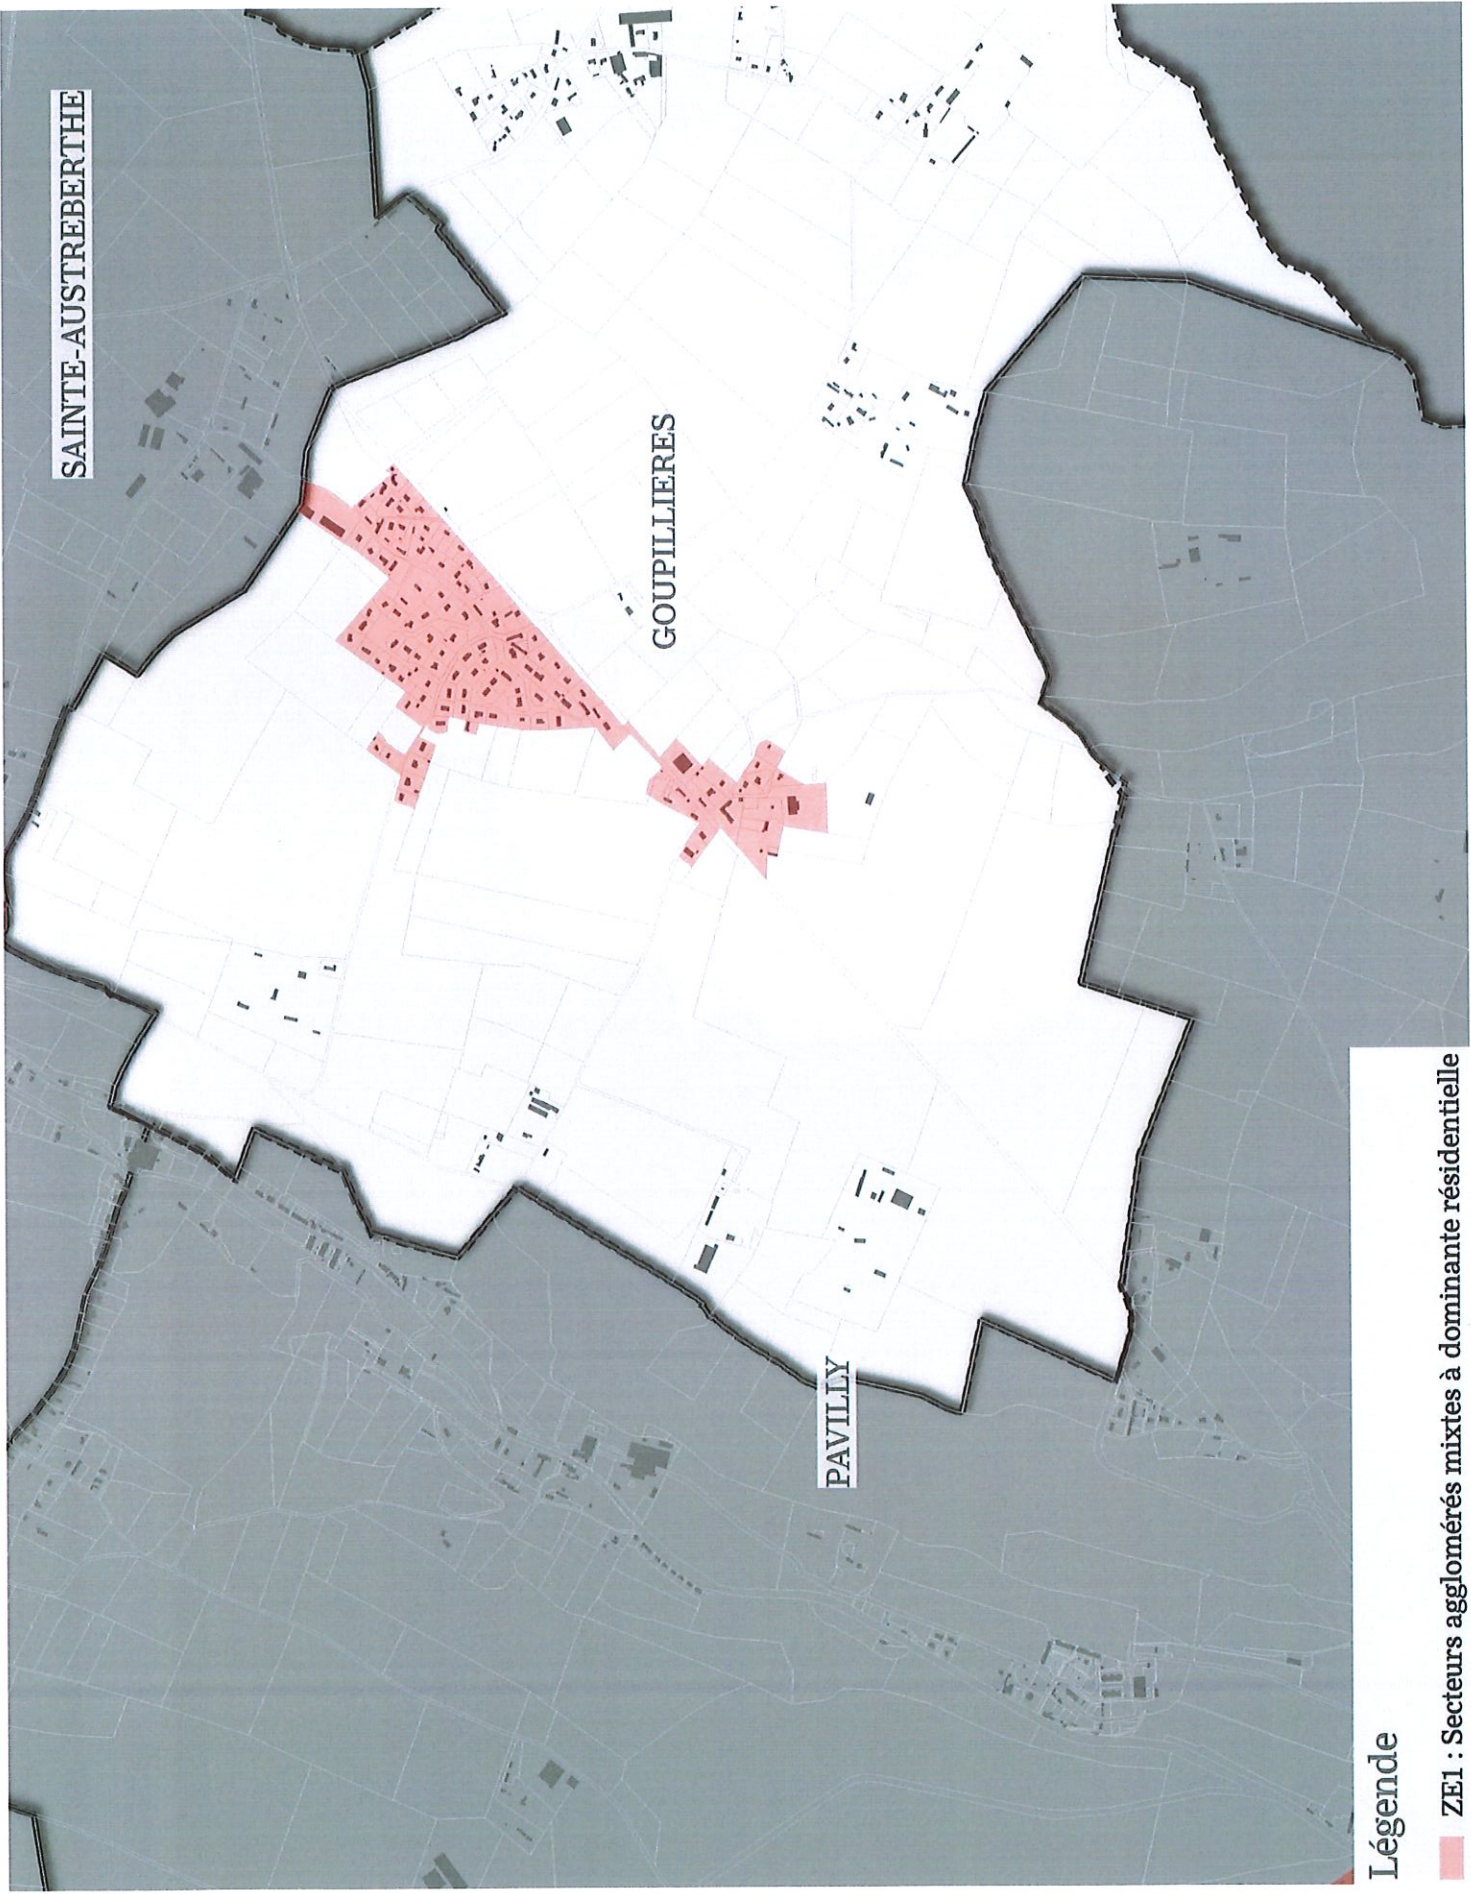 SAINTE-AUSTREBERTHE
GOUPILLIERES
PAVILLY
Légende
ZE1 : Secteurs agglomérés mixtes à dominante résidentielle